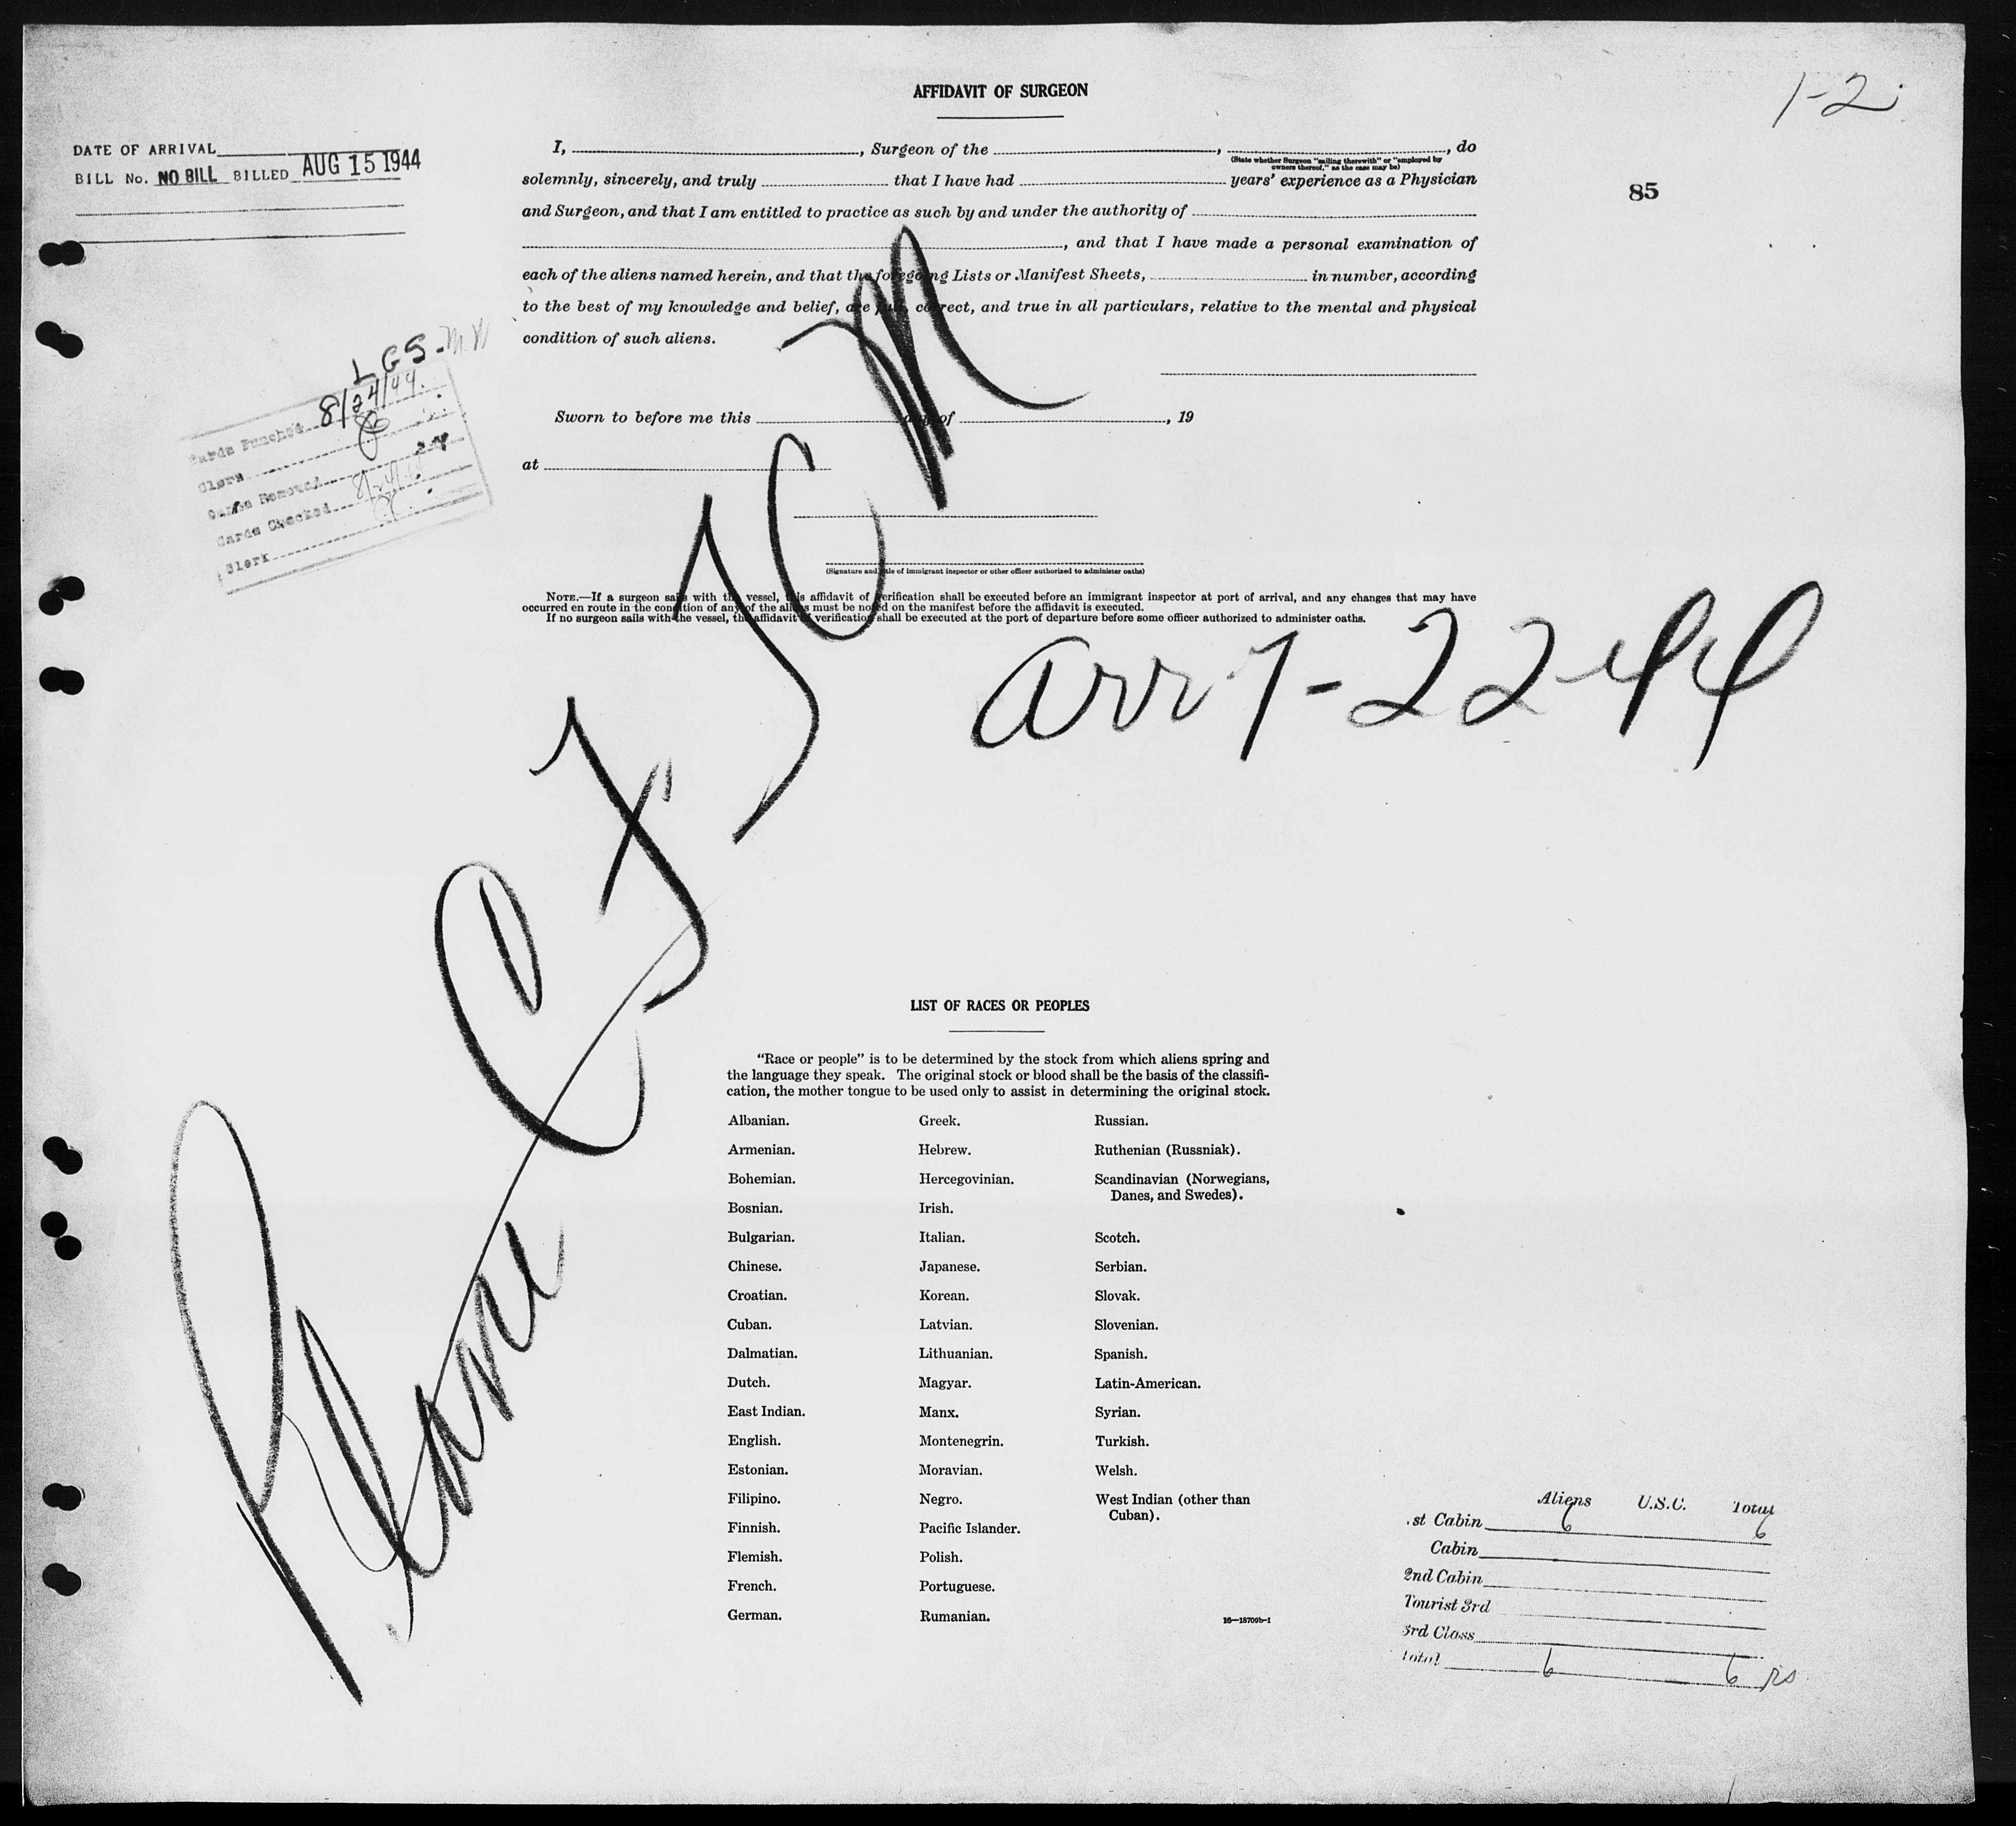 AFFIDAVIT OF SURGEON
1-2
DATE OF ARRIVAL
BILL No. NO BILL BILLED AUG 15 1944
85
I, , Surgeon of the , , do
(State whether Surgeon "sailing therewith" or "employed by
owners thereof," as the case may be)
solemnly, sincerely, and truly that I have had years' experience as a Physician
and Surgeon, and that I am entitled to practice as such by and under the authority of
, and that I have made a personal examination of
each of the aliens named herein, and that the foregoing Lists or Manifest Sheets, in number, according
to the best of my knowledge and belief, are full, correct, and true in all particulars, relative to the mental and physical
condition of such aliens.
LGS-
Cards Punched 8/24/44
Clerk
Cards Removed
Cards Checked
Clerk
Sworn to before me this day of , 19
at
(Signature and title of immigrant inspector or other officer authorized to administer oaths)
NOTE.—If a surgeon sails with the vessel, this affidavit of verification shall be executed before an immigrant inspector at port of arrival, and any changes that may have
occurred en route in the condition of any of the aliens must be noted on the manifest before the affidavit is executed.
If no surgeon sails with the vessel, the affidavit of verification shall be executed at the port of departure before some officer authorized to administer oaths.
arr 7-22-44
Plane
LIST OF RACES OR PEOPLES
"Race or people" is to be determined by the stock from which aliens spring and
the language they speak. The original stock or blood shall be the basis of the classifi-
cation, the mother tongue to be used only to assist in determining the original stock.
Albanian.
Armenian.
Bohemian.
Bosnian.
Bulgarian.
Chinese.
Croatian.
Cuban.
Dalmatian.
Dutch.
East Indian.
English.
Estonian.
Filipino.
Finnish.
Flemish.
French.
German.
Greek.
Hebrew.
Hercegovinian.
Irish.
Italian.
Japanese.
Korean.
Latvian.
Lithuanian.
Magyar.
Manx.
Montenegrin.
Moravian.
Negro.
Pacific Islander.
Polish.
Portuguese.
Rumanian.
Russian.
Ruthenian (Russniak).
Scandinavian (Norwegians,
Danes, and Swedes).
Scotch.
Serbian.
Slovak.
Slovenian.
Spanish.
Latin-American.
Syrian.
Turkish.
Welsh.
West Indian (other than
Cuban).
16—18709b-1
Aliens U.S.C. Total
st Cabin 6 6
Cabin
2nd Cabin
Tourist 3rd
3rd Class
Total 6 6